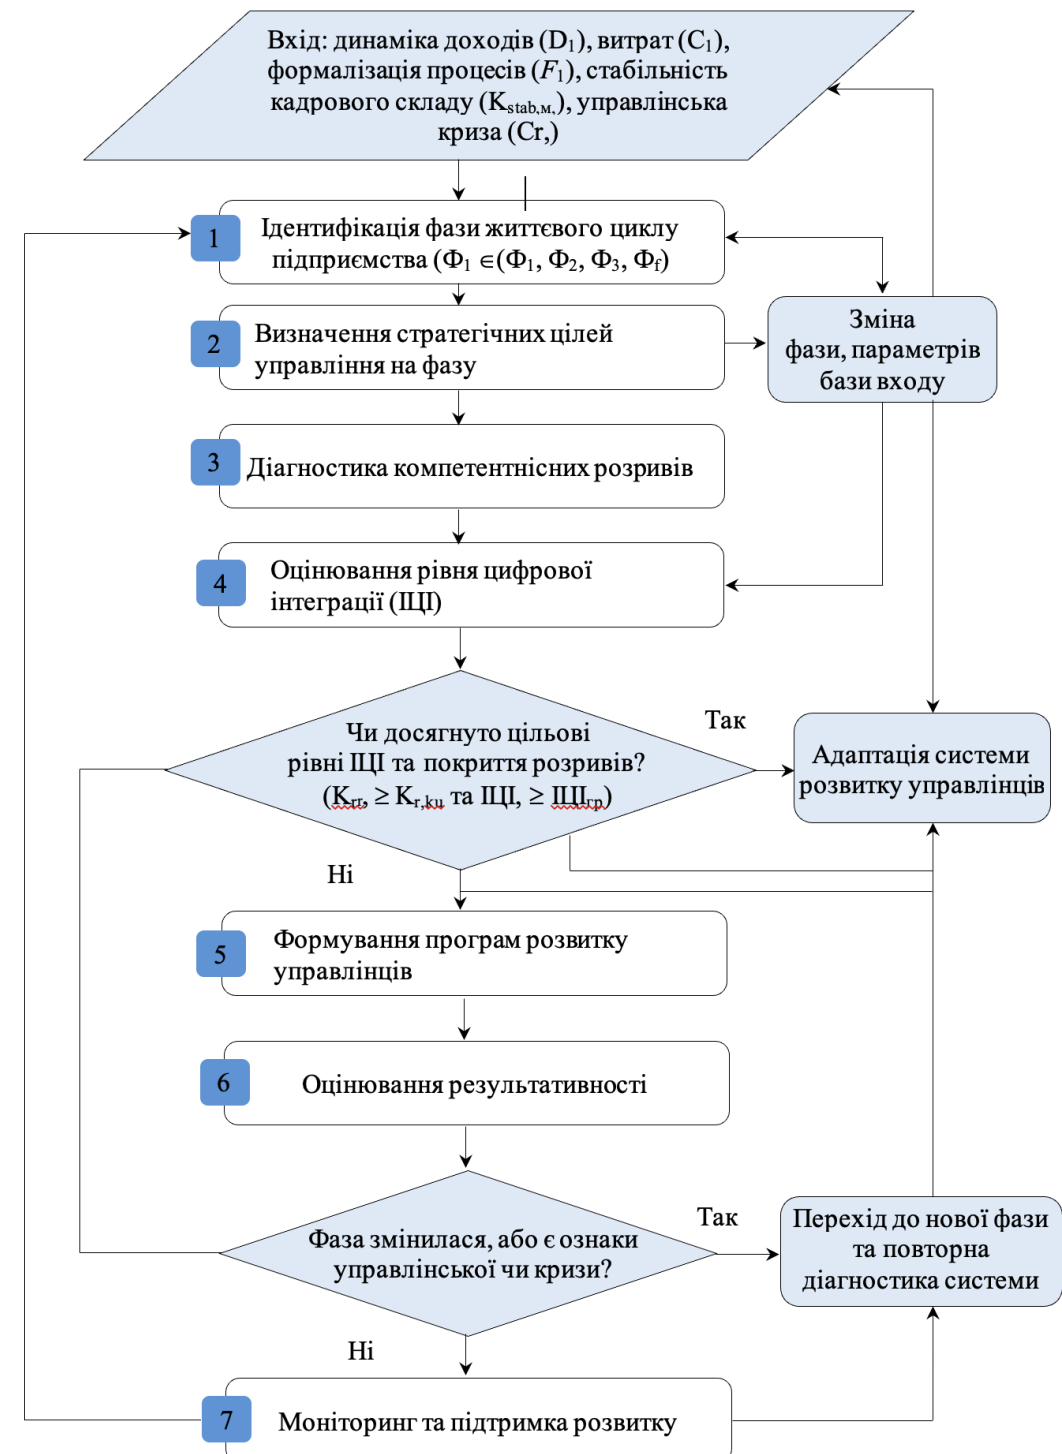 Вхід: динаміка доходів (D₁), витрат (C₁),
формалізація процесів (F₁), стабільність
кадрового складу (Kstab,м,), управлінська
криза (Cr,)
1
Ідентифікація фази життєвого циклу
підприємства (Ф₁ ∈(Ф₁, Ф₂, Ф₃, Фf)
2
Визначення стратегічних цілей
управління на фазу
Зміна
фази, параметрів
бази входу
3
Діагностика компетентнісних розривів
4
Оцінювання рівня цифрової
інтеграції (ІЦІ)
Чи досягнуто цільові
рівні ІЦІ та покриття розривів?
(Krr, ≥ Kr,ku та ІЦІ, ≥ ІЦІгр)
Так
Адаптація системи
розвитку управлінців
Ні
5
Формування програм розвитку
управлінців
6
Оцінювання результативності
Фаза змінилася, або є ознаки
управлінської чи кризи?
Так
Перехід до нової фази
та повторна
діагностика системи
Ні
7
Моніторинг та підтримка розвитку